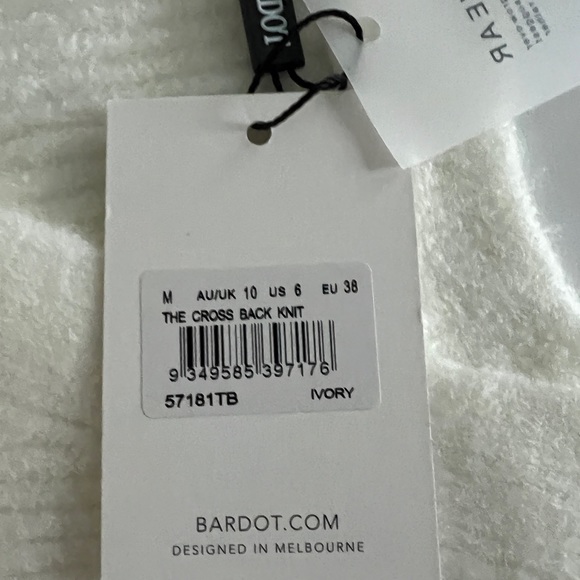 M AU/UK 10 US 6 EU 38
THE CROSS BACK KNIT
9 349585 397176
57181TB IVORY
BARDOT.COM
DESIGNED IN MELBOURNE